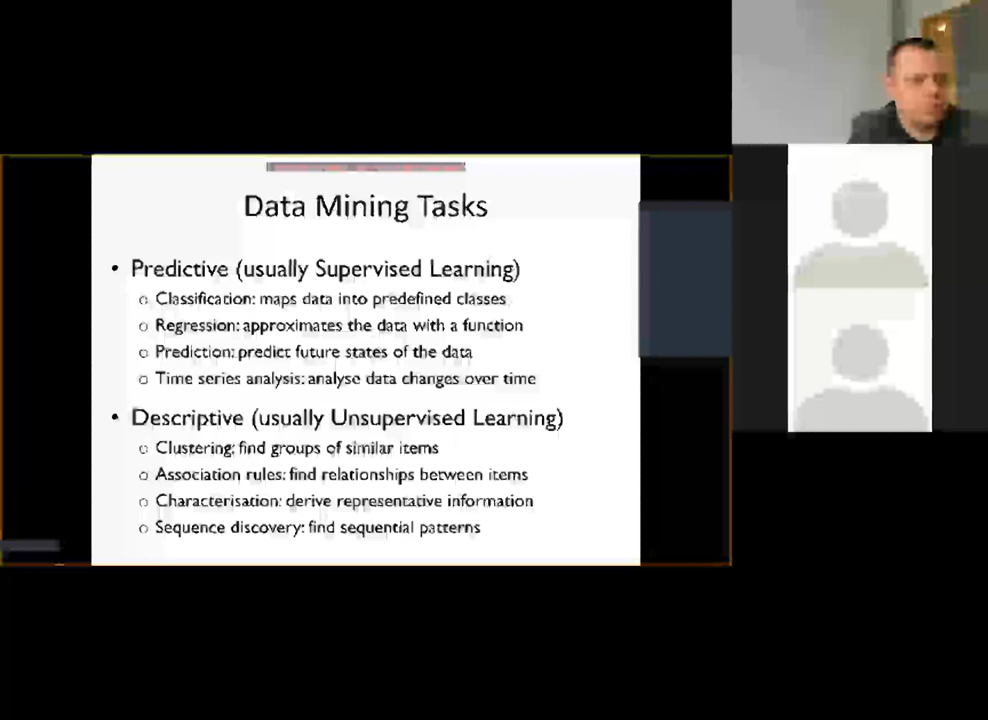 Data Mining Tasks
• Predictive (usually Supervised Learning)
○ Classification: maps data into predefined classes
○ Regression: approximates the data with a function
○ Prediction: predict future states of the data
○ Time series analysis: analyse data changes over time
• Descriptive (usually Unsupervised Learning)
○ Clustering: find groups of similar items
○ Association rules: find relationships between items
○ Characterisation: derive representative information
○ Sequence discovery: find sequential patterns